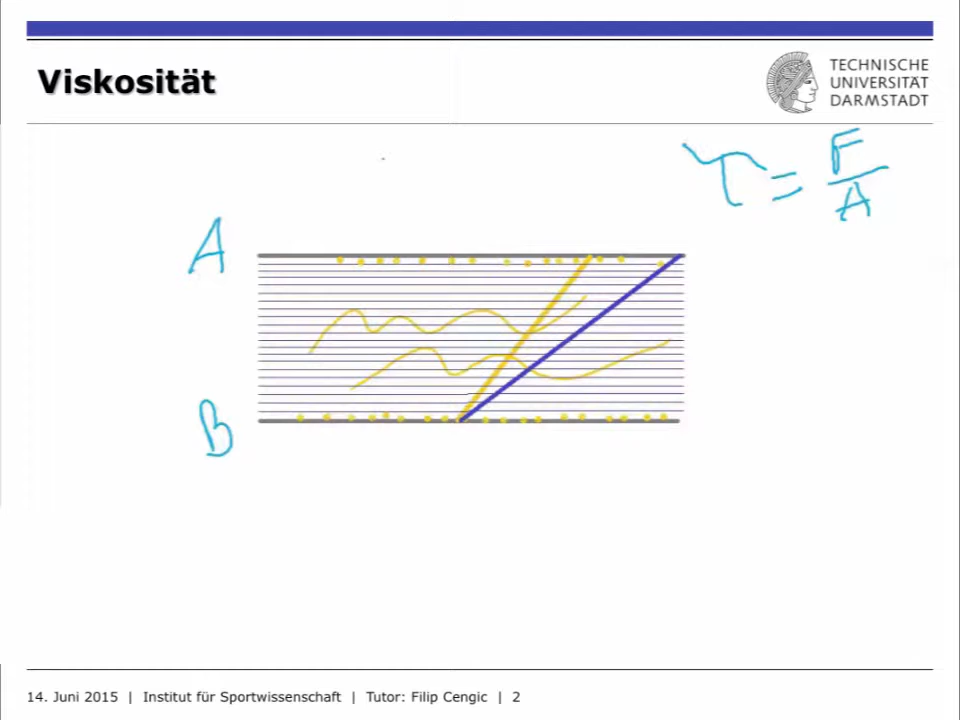 Viskosität
TECHNISCHE
UNIVERSITÄT
DARMSTADT
τ = F/A
A
B
14. Juni 2015 | Institut für Sportwissenschaft | Tutor: Filip Cengic | 2